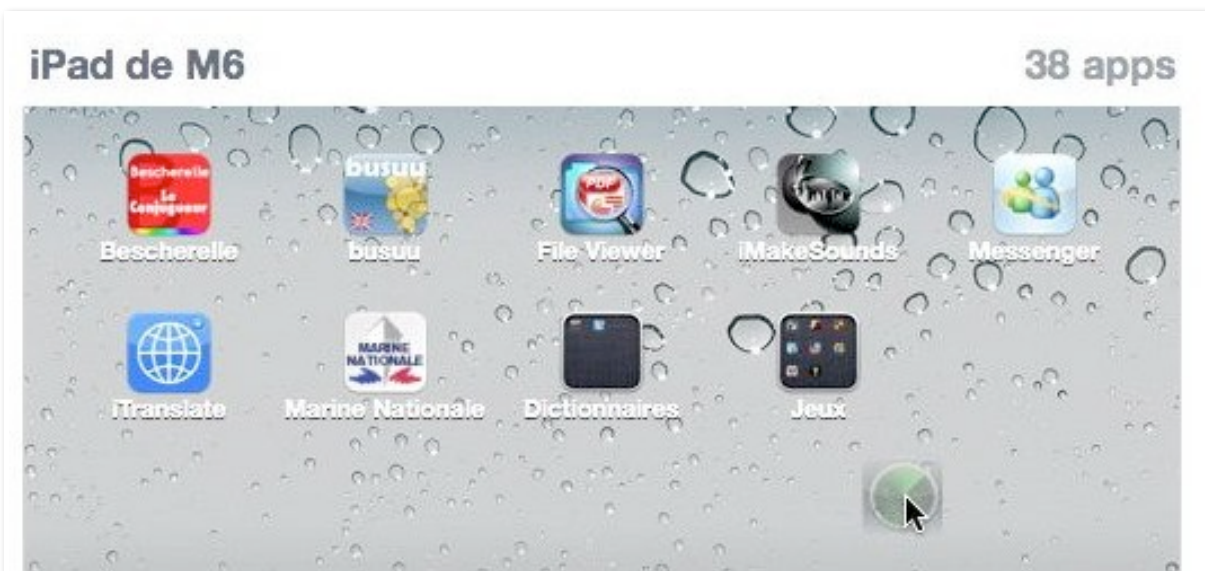 iPad de M6 38 apps
Bescherelle
Le
Conjugueur
busuu
PDF
MARINE
NATIONALE
Bescherelle busuu File Viewer iMakeSounds Messenger
iTranslate Marine Nationale Dictionnaires Jeux